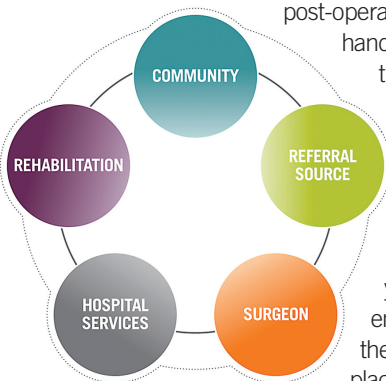 post-opera
hand
t
COMMUNITY
REHABILITATION
REFERRAL
SOURCE
HOSPITAL
SERVICES
SURGEON
y
en
the
plac